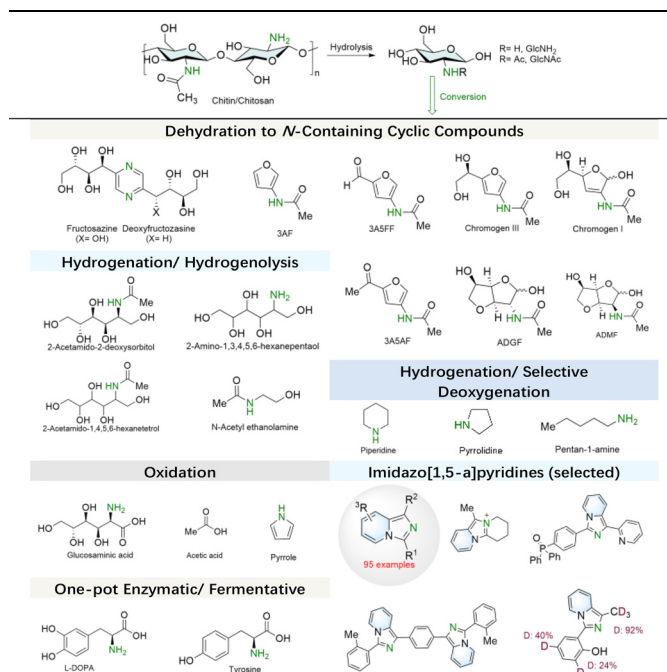 Chitin/Chitosan
Hydrolysis
R= H, GlcNH2
R= Ac, GlcNAc
Conversion
Dehydration to N-Containing Cyclic Compounds
Fructosazine
(X= OH)
Deoxyfructozasine
(X= H)
3AF
3A5FF
Chromogen III
Chromogen I
Hydrogenation/ Hydrogenolysis
2-Acetamido-2-deoxysorbitol
2-Amino-1,3,4,5,6-hexanepentaol
3A5AF
ADGF
ADMF
2-Acetamido-1,4,5,6-hexanetetrol
N-Acetyl ethanolamine
Hydrogenation/ Selective
Deoxygenation
Piperidine
Pyrrolidine
Pentan-1-amine
Oxidation
Glucosaminic acid
Acetic acid
Pyrrole
Imidazo[1,5-a]pyridines (selected)
95 examples
One-pot Enzymatic/ Fermentative
L-DOPA
Tyrosine
D: 40%
D: 92%
D: 24%